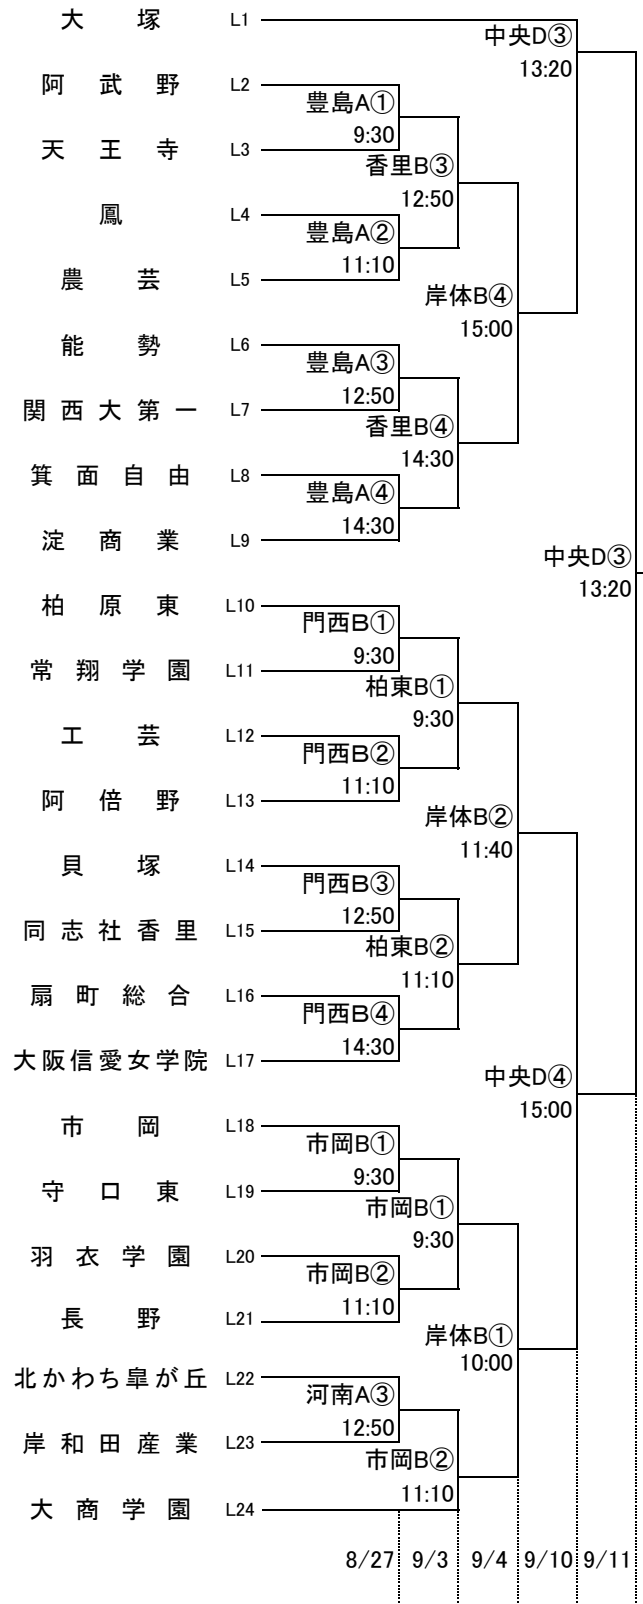 大塚 L1
中央D③
13:20
阿武野 L2
豊島A①
9:30
天王寺 L3
香里B③
12:50
鳳 L4
豊島A②
11:10
農芸 L5
岸体B④
15:00
能勢 L6
豊島A③
12:50
関西大第一 L7
香里B④
14:30
箕面自由 L8
豊島A④
14:30
淀商業 L9
中央D③
13:20
柏原東 L10
門西B①
9:30
常翔学園 L11
柏東B①
9:30
工芸 L12
門西B②
11:10
阿倍野 L13
岸体B②
11:40
貝塚 L14
門西B③
12:50
同志社香里 L15
柏東B②
11:10
扇町総合 L16
門西B④
14:30
大阪信愛女学院 L17
中央D④
15:00
市岡 L18
市岡B①
9:30
守口東 L19
市岡B①
9:30
羽衣学園 L20
市岡B②
11:10
長野 L21
岸体B①
10:00
北かわち皐が丘 L22
河南A③
12:50
岸和田産業 L23
市岡B②
11:10
大商学園 L24
8/27 9/3 9/4 9/10 9/11